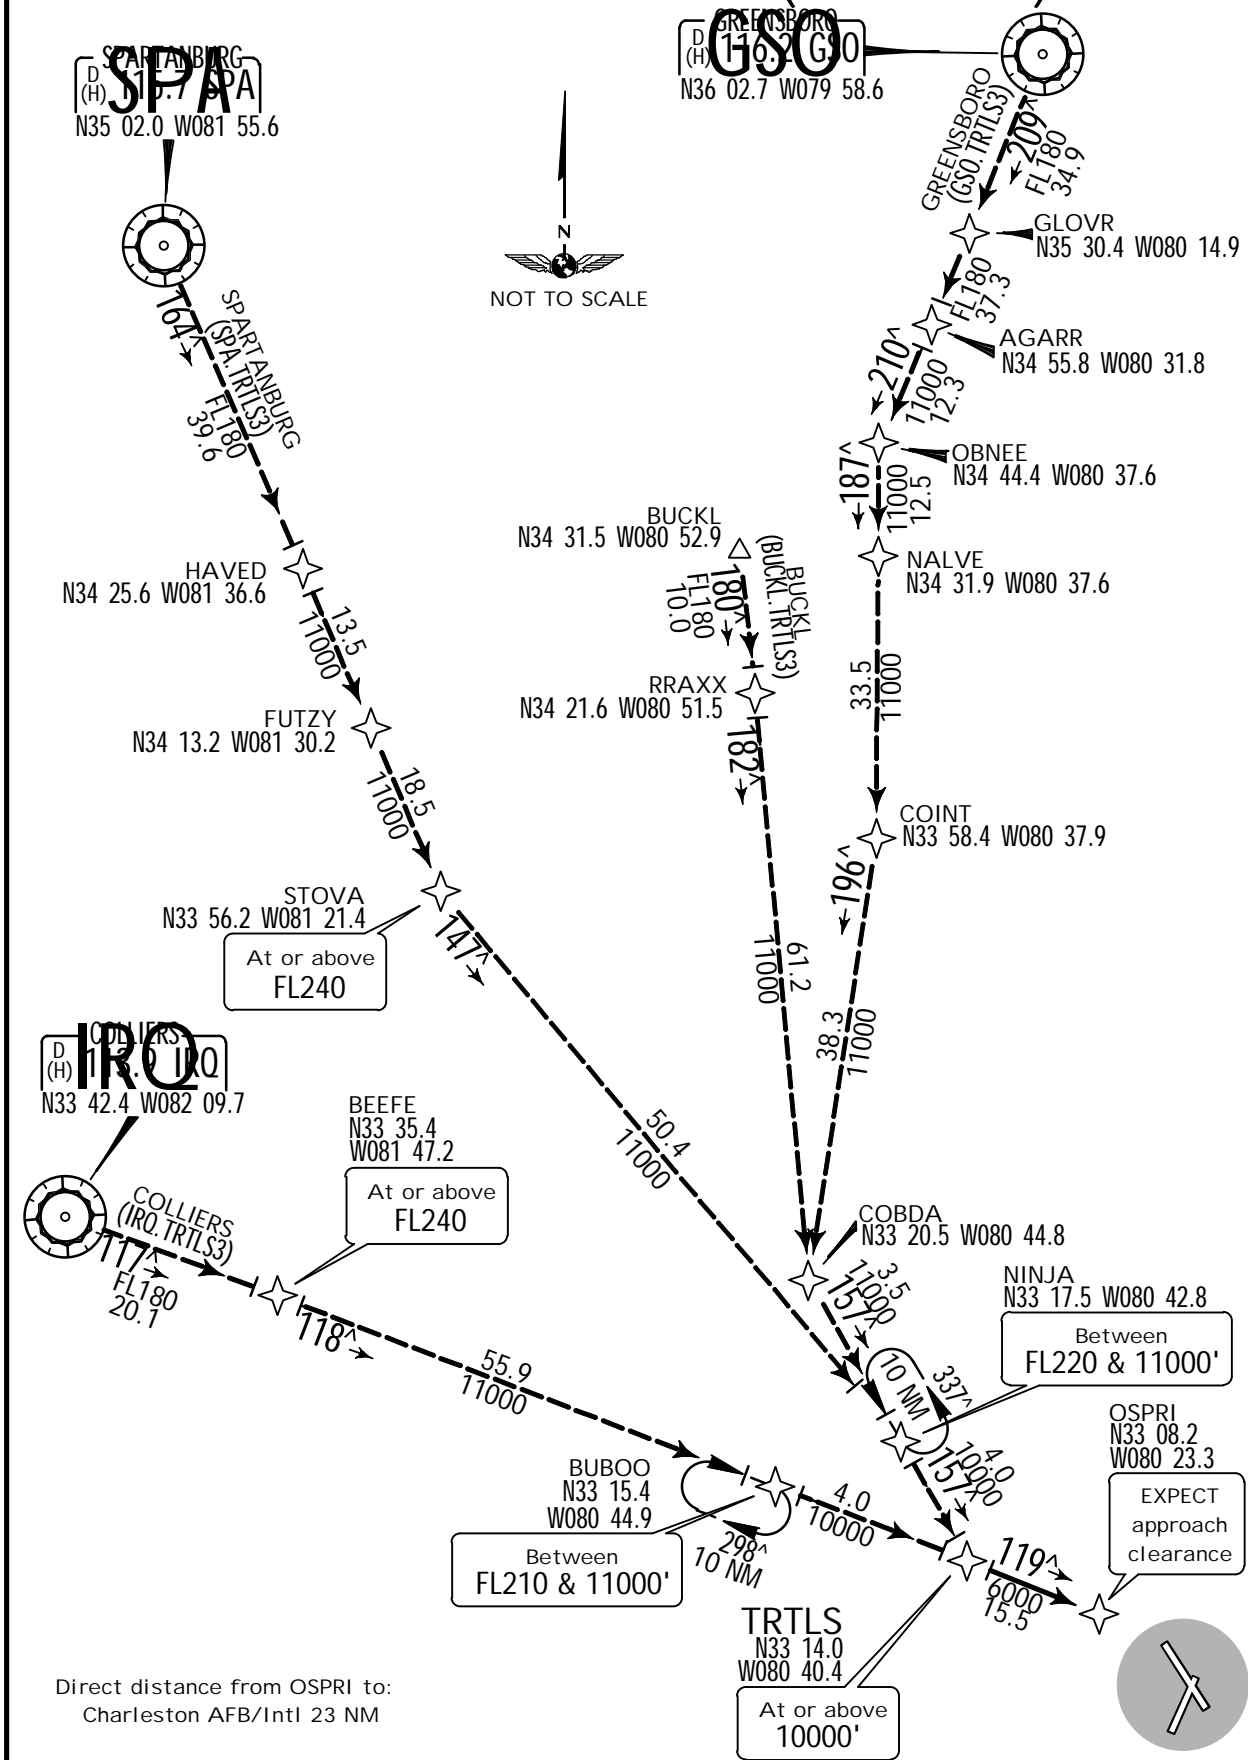 SPARTANBURG
SPA
D
(H) 115.7 SPA
N35 02.0 W081 55.6
GREENSBORO
GSO
D
(H) 116.2 GSO
N36 02.7 W079 58.6
N
NOT TO SCALE
GREENSBORO
(GSO.TRTLS3)
209^
FL180
34.9
GLOVR
N35 30.4 W080 14.9
FL180
37.3
AGARR
N34 55.8 W080 31.8
210^
11000
12.3
OBNEE
N34 44.4 W080 37.6
187^
11000
12.5
NALVE
N34 31.9 W080 37.6
33.5
11000
COINT
N33 58.4 W080 37.9
196^
38.3
11000
164^
SPARTANBURG
(SPA.TRTLS3)
FL180
39.6
HAVED
N34 25.6 W081 36.6
13.5
11000
FUTZY
N34 13.2 W081 30.2
18.5
11000
STOVA
N33 56.2 W081 21.4
At or above
FL240
147^
50.4
11000
BUCKL
N34 31.5 W080 52.9
BUCKL
(BUCKL.TRTLS3)
180^
FL180
10.0
RRAXX
N34 21.6 W080 51.5
182^
61.2
11000
COLLIERS
IRQ
D
(H) 113.9 IRQ
N33 42.4 W082 09.7
COLLIERS
(IRQ.TRTLS3)
117^
FL180
20.1
BEEFE
N33 35.4
W081 47.2
At or above
FL240
118^
55.9
11000
COBDA
N33 20.5 W080 44.8
3.5
11000
157^
NINJA
N33 17.5 W080 42.8
Between
FL220 & 11000'
10 NM
337^
4.0
10000
157^
BUBOO
N33 15.4
W080 44.9
Between
FL210 & 11000'
298^
10 NM
4.0
10000
OSPRI
N33 08.2
W080 23.3
EXPECT
approach
clearance
119^
6000
15.5
TRTLS
N33 14.0
W080 40.4
At or above
10000'
Direct distance from OSPRI to:
Charleston AFB/Intl 23 NM